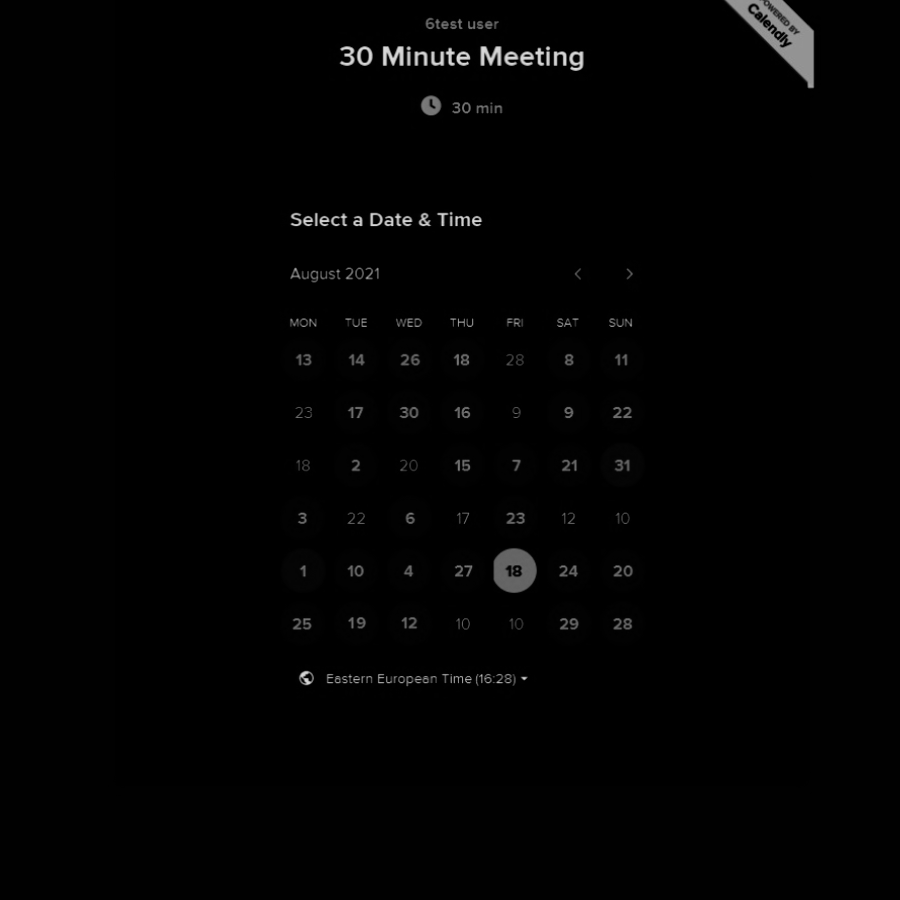 6test user
POWERED BY
Calendly
30 Minute Meeting
30 min
Select a Date & Time
August 2021
MON TUE WED THU FRI SAT SUN
13 14 26 18 28 8 11
23 17 30 16 9 9 22
18 2 20 15 7 21 31
3 22 6 17 23 12 10
1 10 4 27 18 24 20
25 19 12 10 10 29 28
Eastern European Time (16:28)